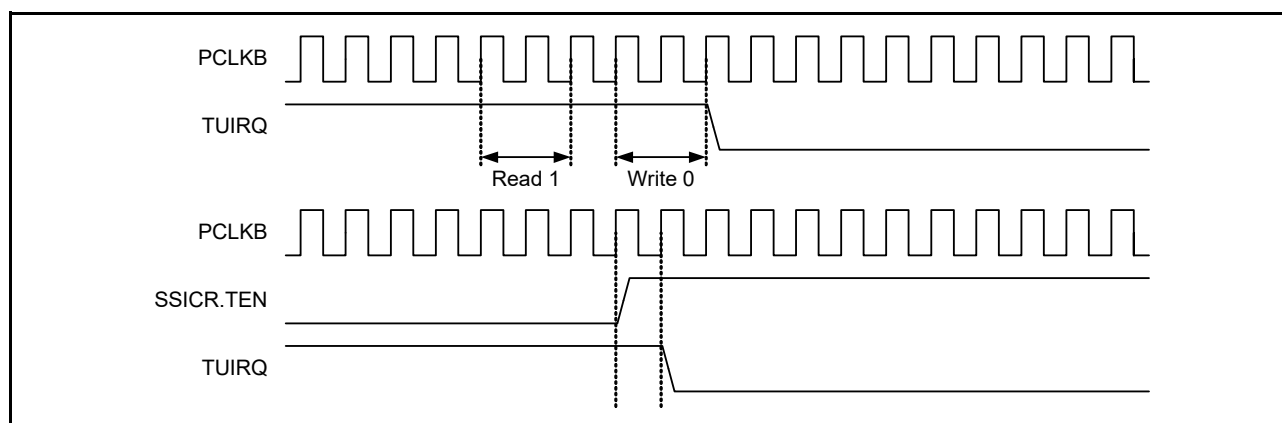 PCLKB
TUIRQ
Read 1 Write 0
PCLKB
SSICR.TEN
TUIRQ